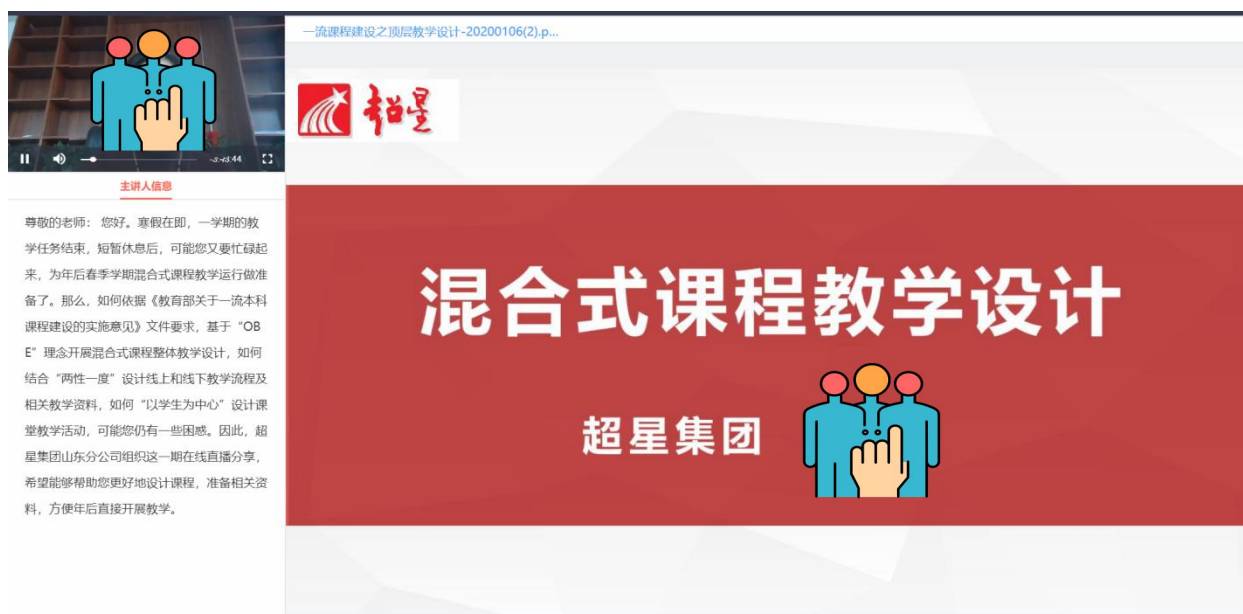 一流课程建设之顶层教学设计-20200106(2).p...
超星
主讲人信息
尊敬的老师： 您好。寒假在即，一学期的教
学任务结束，短暂休息后，可能您又要忙碌起
来，为年后春季学期混合式课程教学运行做准
备了。那么，如何依据《教育部关于一流本科
课程建设的实施意见》文件要求，基于“OB
E”理念开展混合式课程整体教学设计，如何
结合“两性一度”设计线上和线下教学流程及
相关教学资料，如何“以学生为中心”设计课
堂教学活动，可能您仍有一些困惑。因此，超
星集团山东分公司组织这一期在线直播分享，
希望能够帮助您更好地设计课程，准备相关资
料，方便年后直接开展教学。
混合式课程教学设计
超星集团